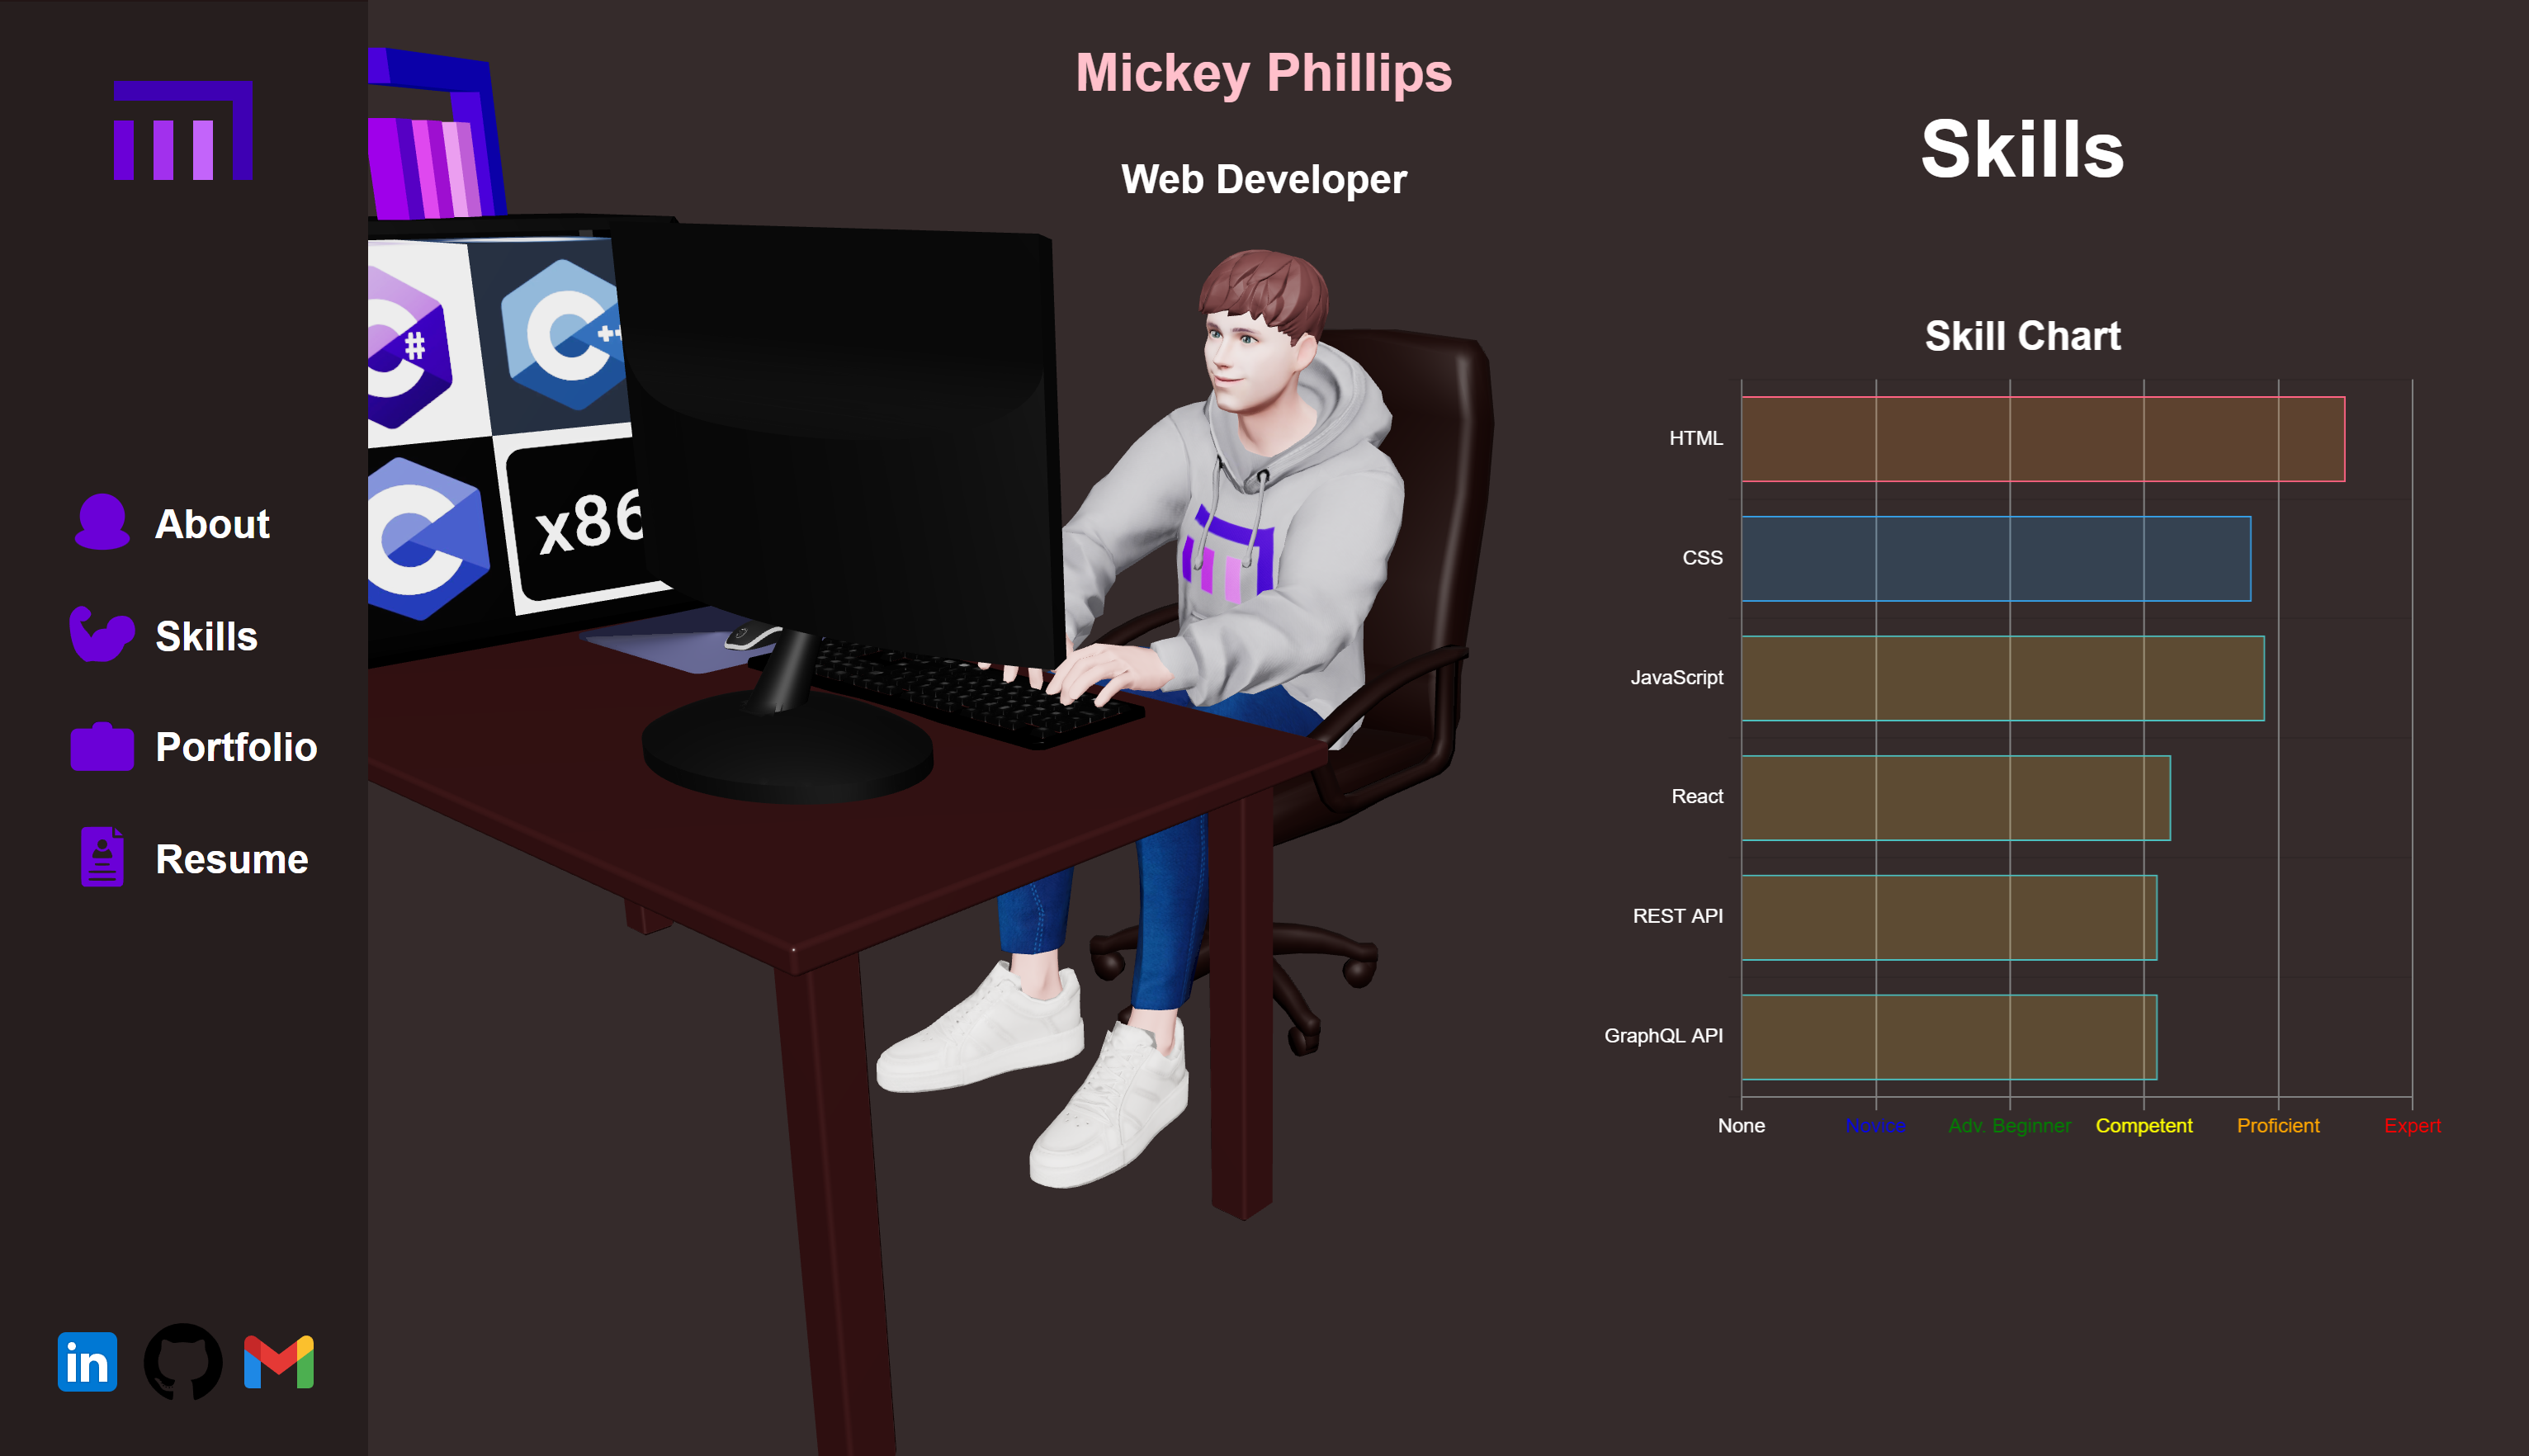 Mickey Phillips
Web Developer
About
Skills
Portfolio
Resume
in
C#
C++
C
x86
Skills
Skill Chart
HTML
CSS
JavaScript
React
REST API
GraphQL API
None Novice Adv. Beginner Competent Proficient Expert